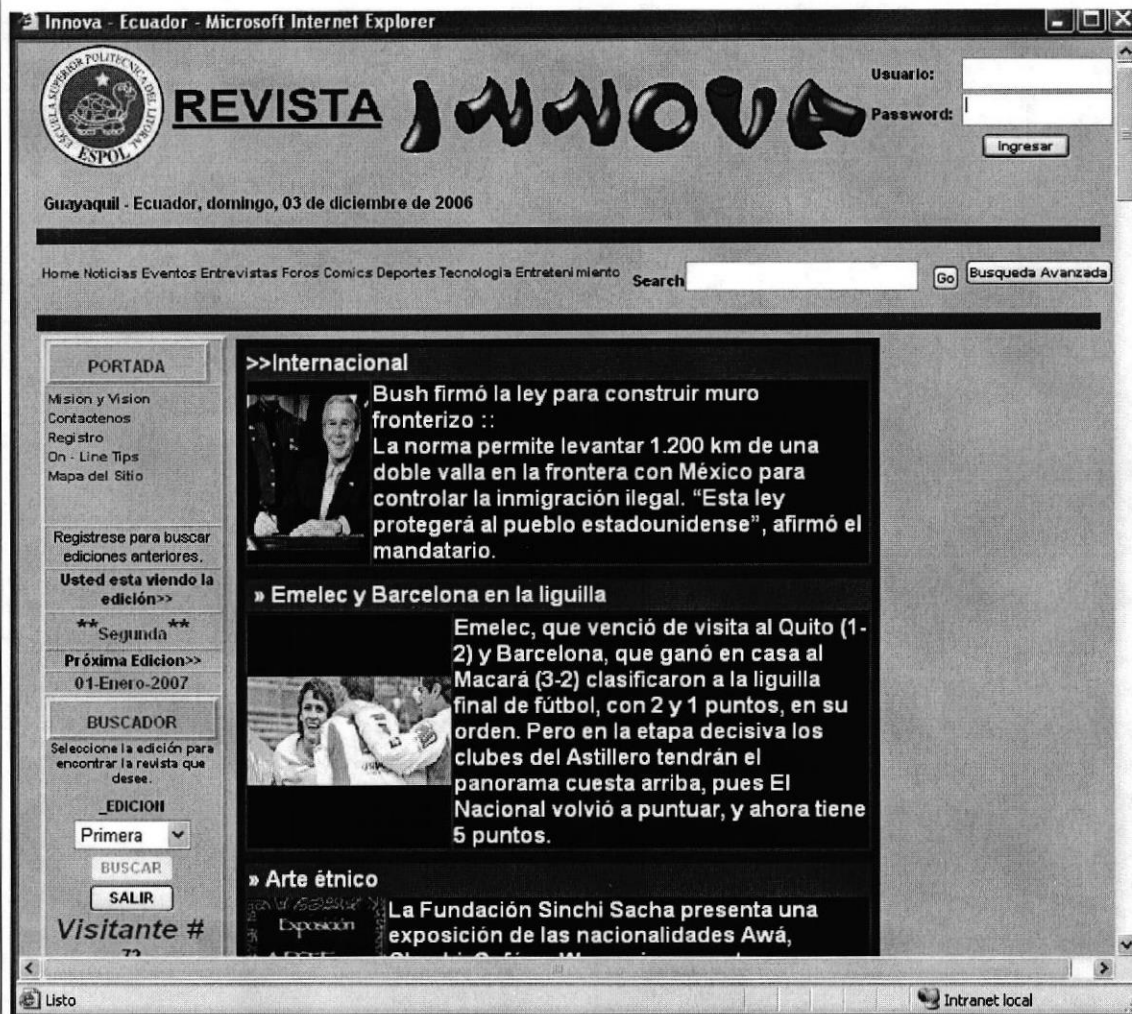 Innova - Ecuador - Microsoft Internet Explorer
ESCUELA SUPERIOR POLITECNICA DEL LITORAL
ESPOL
REVISTA INNOVA
Usuario:
Password:
Ingresar
Guayaquil - Ecuador, domingo, 03 de diciembre de 2006
Home Noticias Eventos Entrevistas Foros Comics Deportes Tecnologia Entretenimiento Search Go Busqueda Avanzada
PORTADA
Mision y Vision
Contactenos
Registro
On - Line Tips
Mapa del Sitio
Registrese para buscar
ediciones anteriores.
Usted esta viendo la
edición>>
**Segunda**
Próxima Edicion>>
01-Enero-2007
BUSCADOR
Seleccione la edición para
encontrar la revista que
desee.
_EDICION
Primera
BUSCAR
SALIR
Visitante #
72
>>Internacional
Bush firmó la ley para construir muro
fronterizo ::
La norma permite levantar 1.200 km de una
doble valla en la frontera con México para
controlar la inmigración ilegal. “Esta ley
protegerá al pueblo estadounidense”, afirmó el
mandatario.
» Emelec y Barcelona en la liguilla
Emelec, que venció de visita al Quito (1-
2) y Barcelona, que ganó en casa al
Macará (3-2) clasificaron a la liguilla
final de fútbol, con 2 y 1 puntos, en su
orden. Pero en la etapa decisiva los
clubes del Astillero tendrán el
panorama cuesta arriba, pues El
Nacional volvió a puntuar, y ahora tiene
5 puntos.
» Arte étnico
Exposición
La Fundación Sinchi Sacha presenta una
exposición de las nacionalidades Awá,
Listo
Intranet local